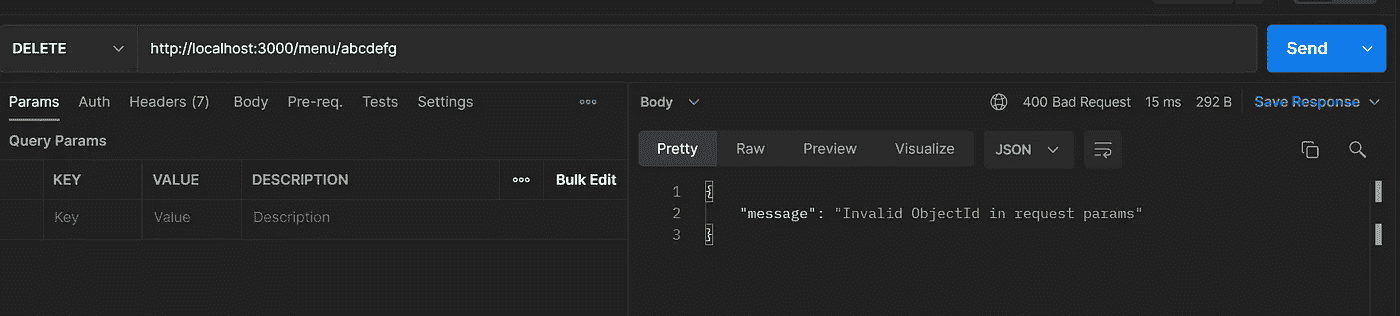 DELETE http://localhost:3000/menu/abcdefg Send
Params Auth Headers (7) Body Pre-req. Tests Settings
Query Params
KEY VALUE DESCRIPTION Bulk Edit
Key Value Description
Body 400 Bad Request 15 ms 292 B Save Response
Pretty Raw Preview Visualize JSON
1 {
2 "message": "Invalid ObjectId in request params"
3 }